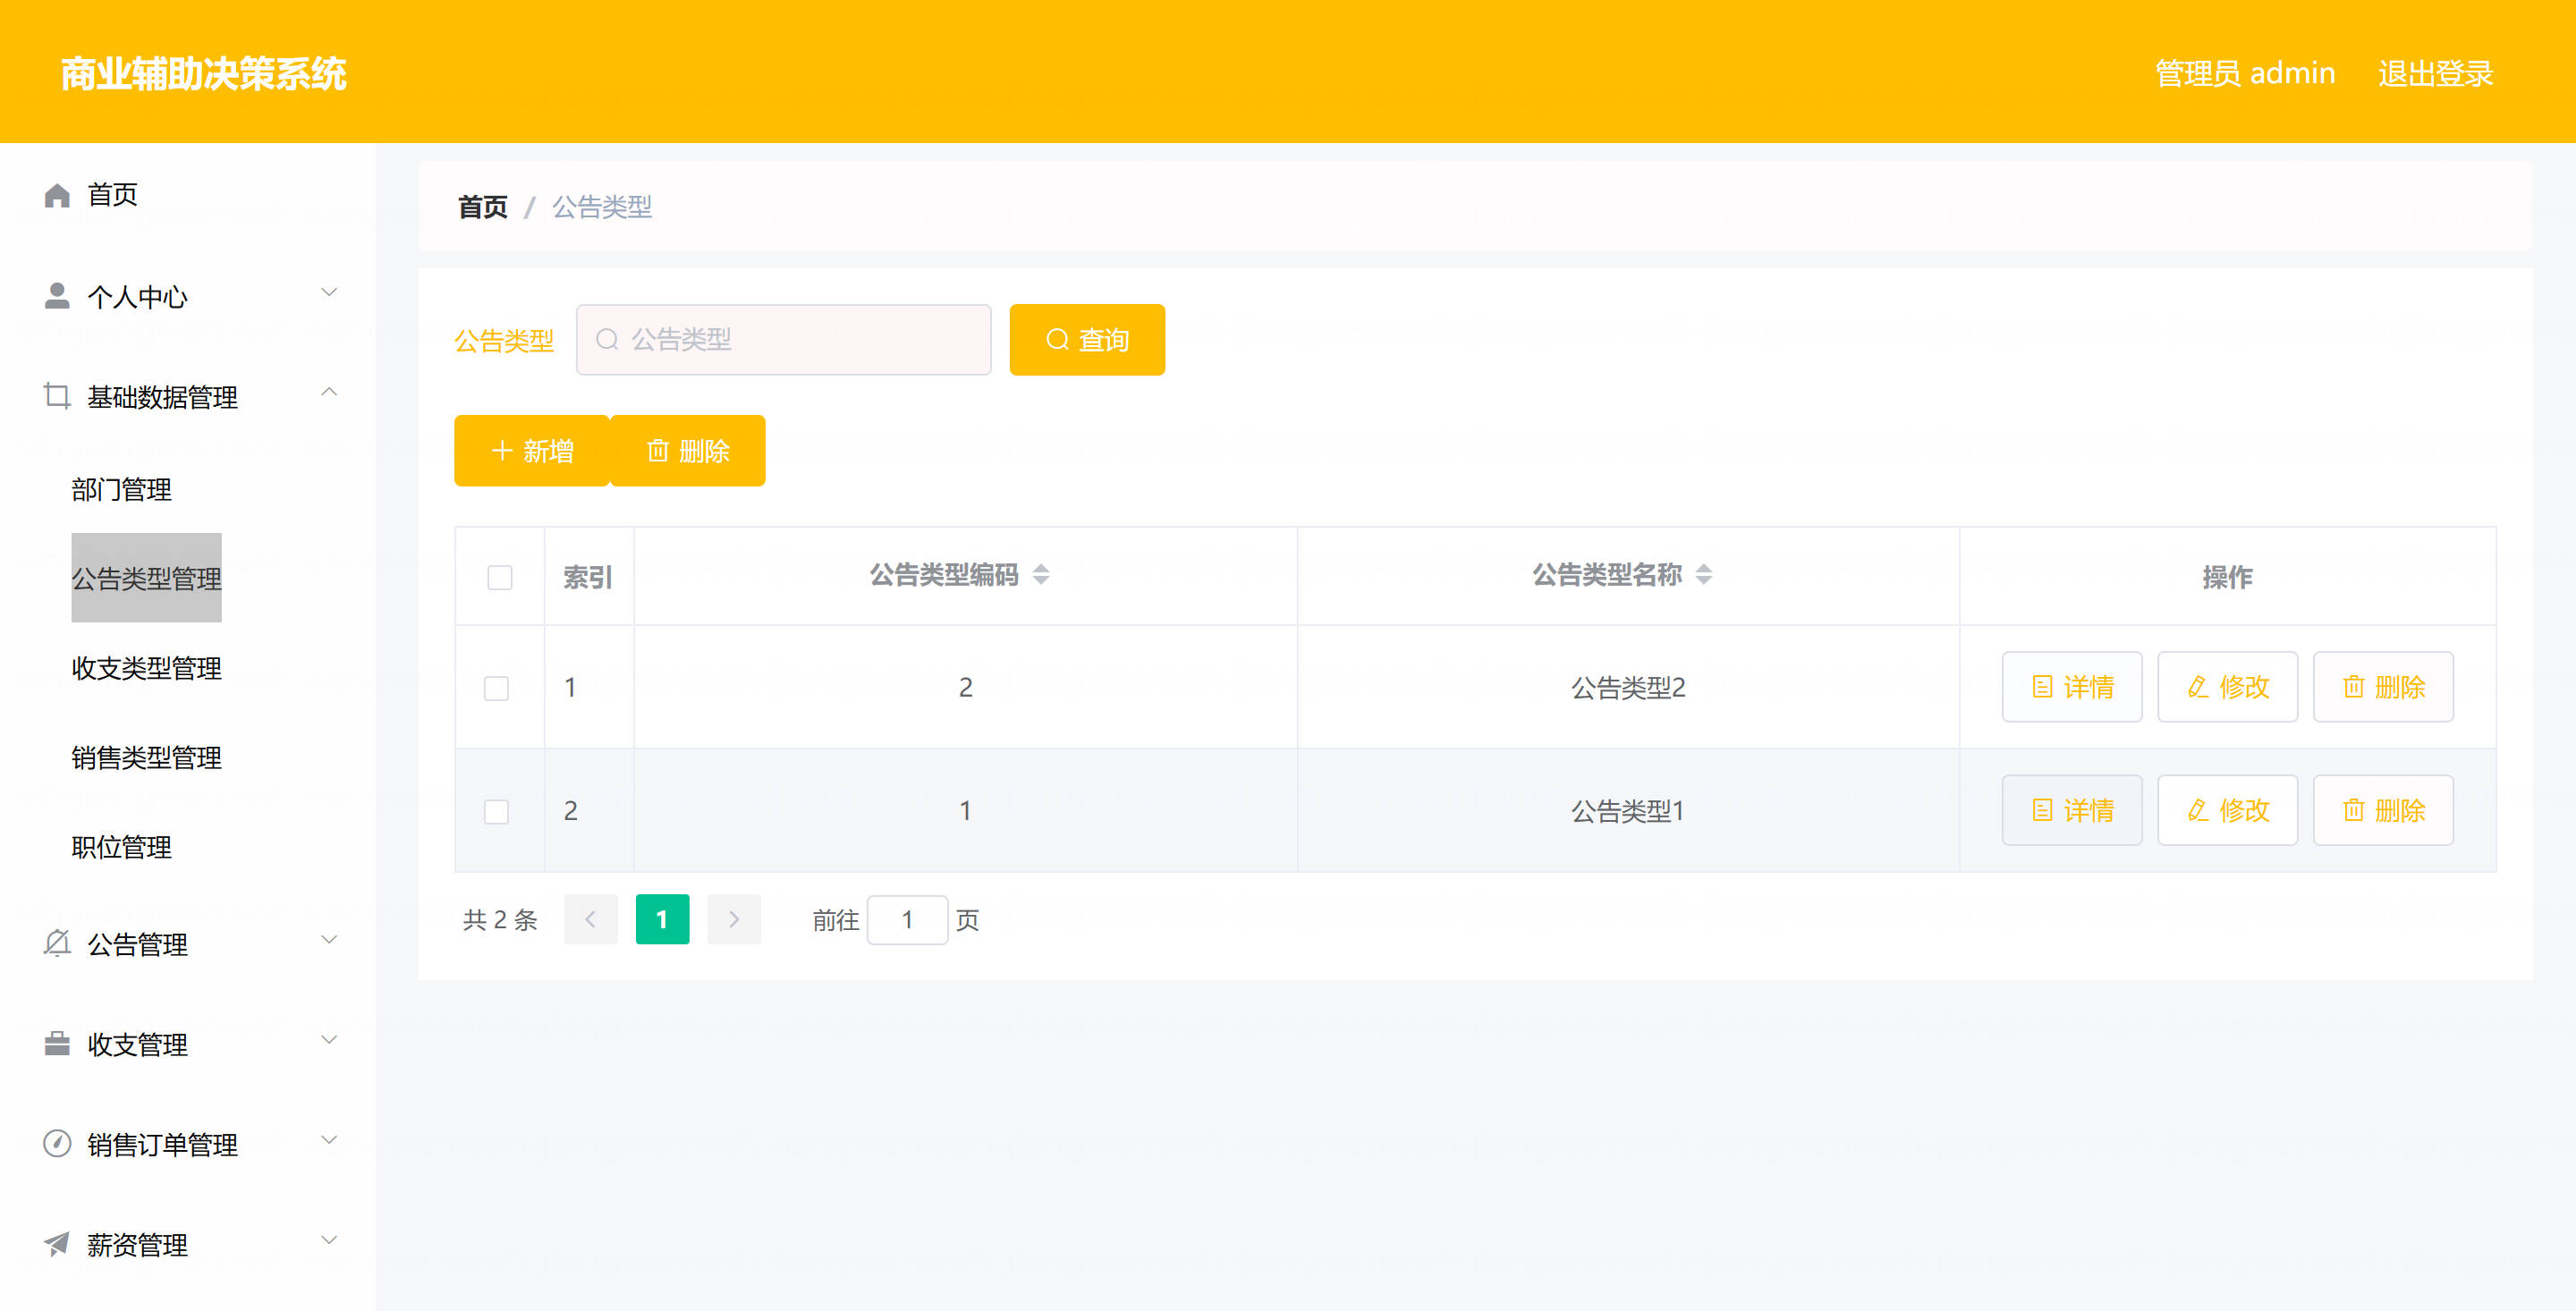 商业辅助决策系统
管理员 admin 退出登录
首页
个人中心
基础数据管理
部门管理
公告类型管理
收支类型管理
销售类型管理
职位管理
公告管理
收支管理
销售订单管理
薪资管理
首页 / 公告类型
公告类型 公告类型 查询
新增 删除
索引 公告类型编码 公告类型名称 操作
1 2 公告类型2 详情 修改 删除
2 1 公告类型1 详情 修改 删除
共 2 条 1 前往 1 页